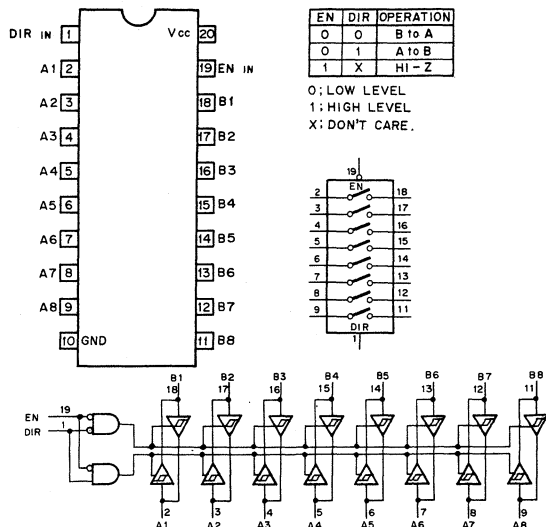 DIR IN 1 Vcc 20
A1 2 19 EN IN
A2 3 18 B1
A3 4 17 B2
A4 5 16 B3
A5 6 15 B4
A6 7 14 B5
A7 8 13 B6
A8 9 12 B7
10 GND 11 B8
EN DIR OPERATION
0 0 B to A
0 1 A to B
1 X HI-Z
0; LOW LEVEL
1; HIGH LEVEL
X; DON'T CARE.
19
EN
2 18
3 17
4 16
5 15
6 14
7 13
8 12
9 11
DIR
1
B1 B2 B3 B4 B5 B6 B7 B8
18 17 16 15 14 13 12 11
EN 19
DIR 1
2 3 4 5 6 7 8 9
A1 A2 A3 A4 A5 A6 A7 A8